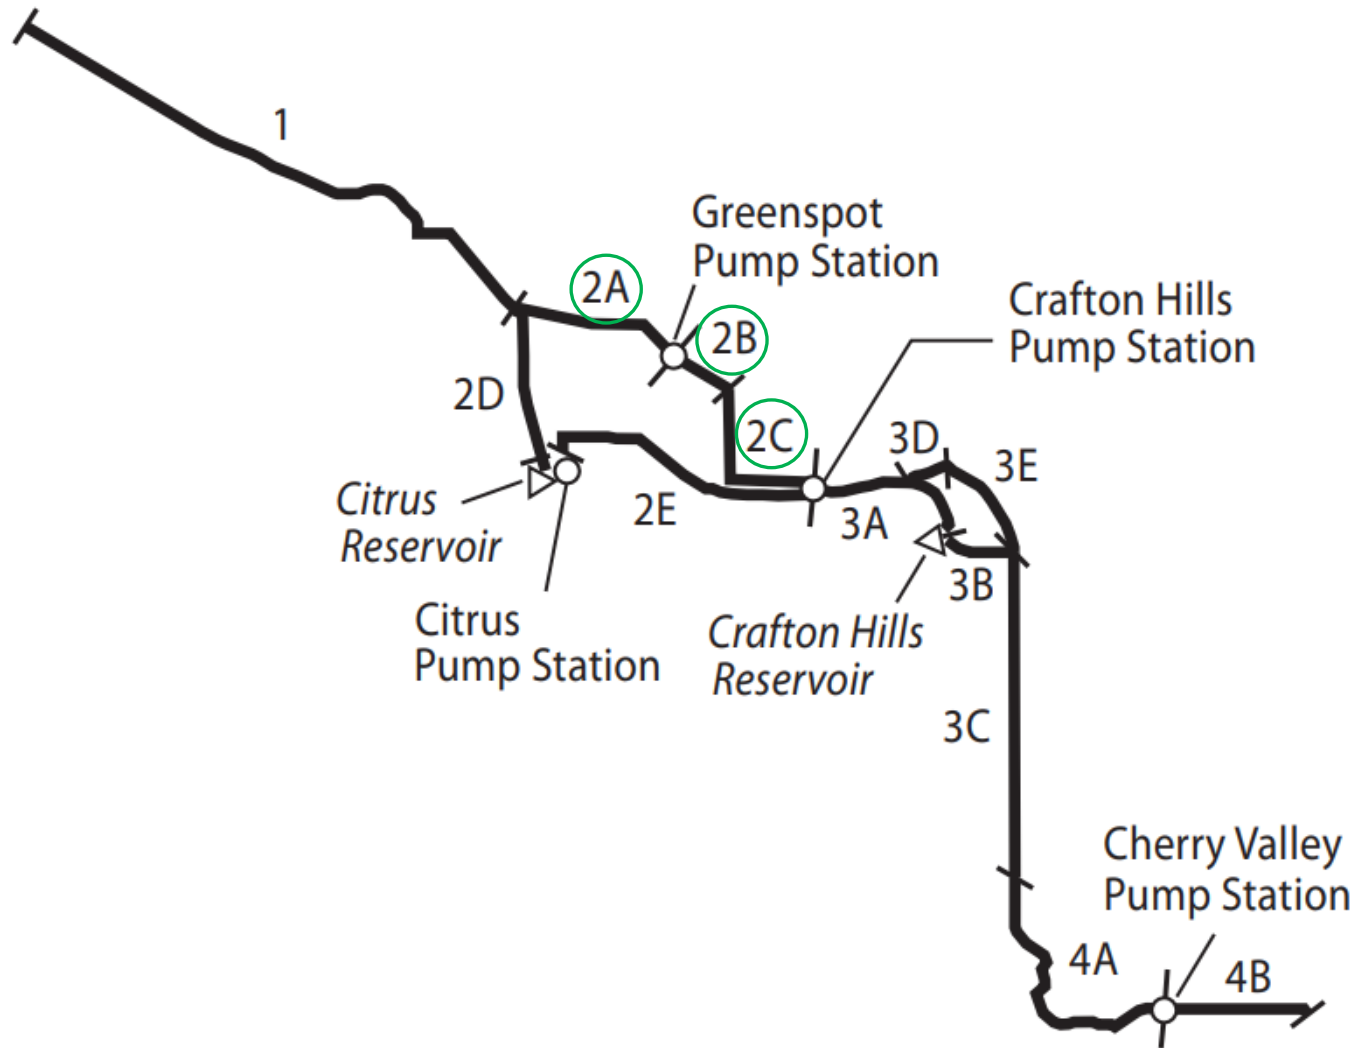 1
Greenspot
Pump Station
2A
2B
Crafton Hills
Pump Station
2D
2C
3D
3E
Citrus
Reservoir
2E
3A
3B
Citrus
Pump Station
Crafton Hills
Reservoir
3C
Cherry Valley
Pump Station
4A
4B